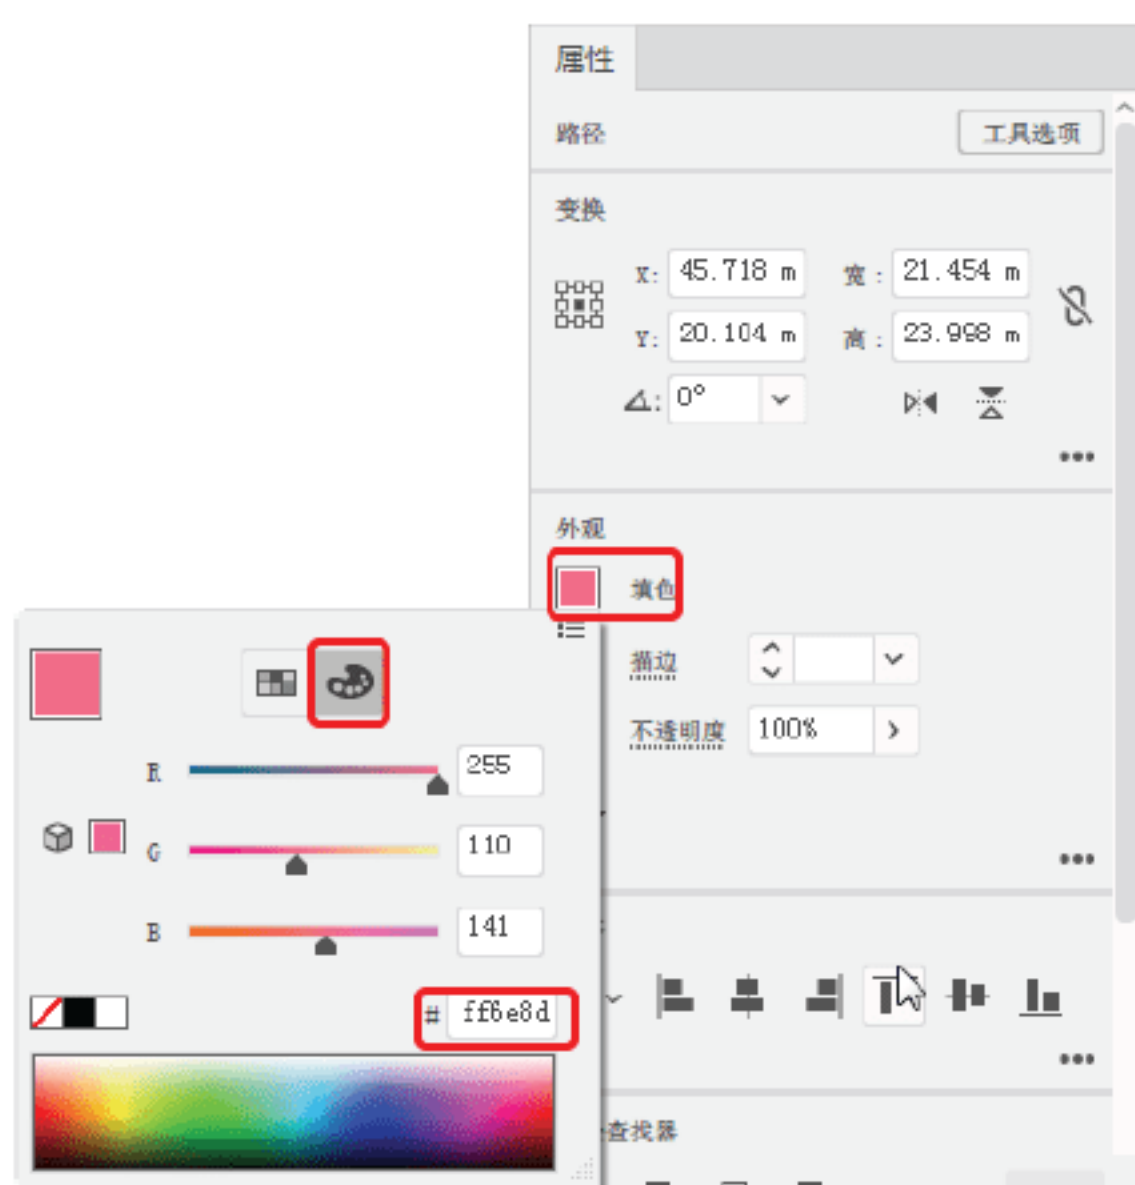 属性
路径 工具选项
变换
X: 45.718 m 宽: 21.454 m
Y: 20.104 m 高: 23.998 m
0°
外观
填色
描边
不透明度 100%
R 255
G 110
B 141
# ff6e8d
查找器